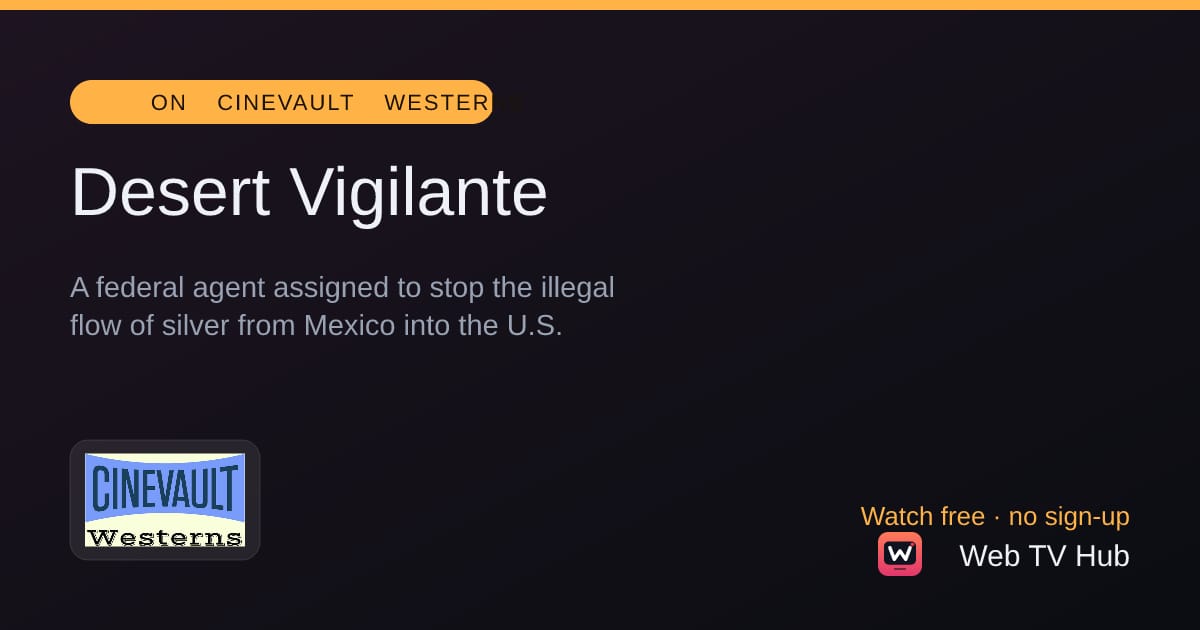 ON CINEVAULT WESTER
Desert Vigilante
A federal agent assigned to stop the illegal
flow of silver from Mexico into the U.S.
CINEVAULT
Westerns
Watch free · no sign-up
W
Web TV Hub